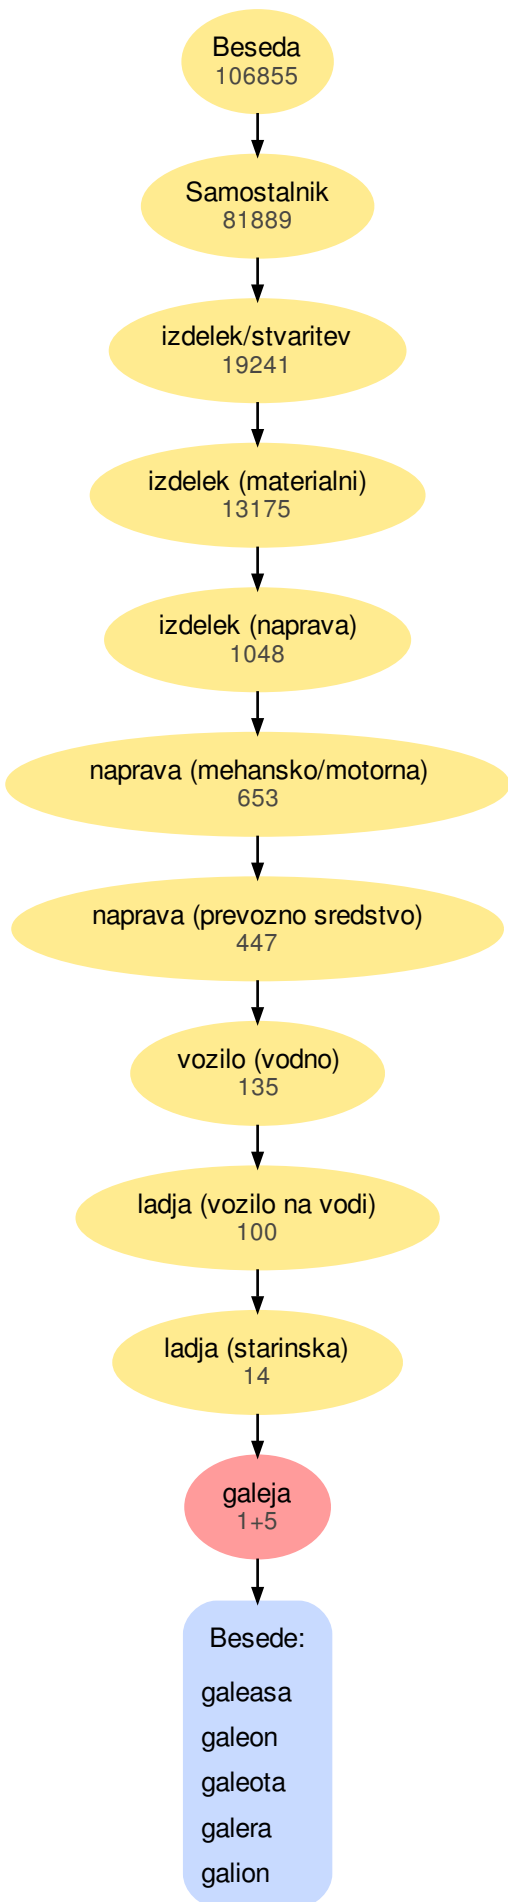 Beseda
106855
Samostalnik
81889
izdelek/stvaritev
19241
izdelek (materialni)
13175
izdelek (naprava)
1048
naprava (mehansko/motorna)
653
naprava (prevozno sredstvo)
447
vozilo (vodno)
135
ladja (vozilo na vodi)
100
ladja (starinska)
14
galeja
1+5
Besede:
galeasa
galeon
galeota
galera
galion